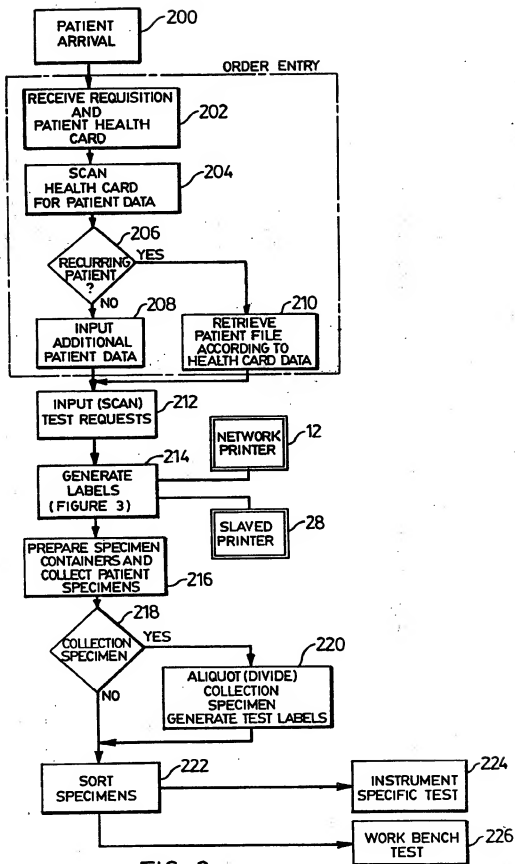 PATIENT
ARRIVAL
200
ORDER ENTRY
RECEIVE REQUISITION
AND
PATIENT HEALTH
CARD
202
SCAN
HEALTH CARD
FOR PATIENT DATA
204
206
RECURRING
PATIENT
?
YES
NO
208
INPUT
ADDITIONAL
PATIENT DATA
210
RETRIEVE
PATIENT FILE
ACCORDING TO
HEALTH CARD DATA
INPUT (SCAN)
TEST REQUESTS
212
NETWORK
PRINTER
12
214
GENERATE
LABELS
(FIGURE 3)
SLAVED
PRINTER
28
PREPARE SPECIMEN
CONTAINERS AND
COLLECT PATIENT
SPECIMENS
216
218
COLLECTION
SPECIMEN
YES
NO
220
ALIQUOT (DIVIDE)
COLLECTION
SPECIMEN
GENERATE TEST LABELS
SORT
SPECIMENS
222
INSTRUMENT
SPECIFIC TEST
224
WORK BENCH
TEST
226